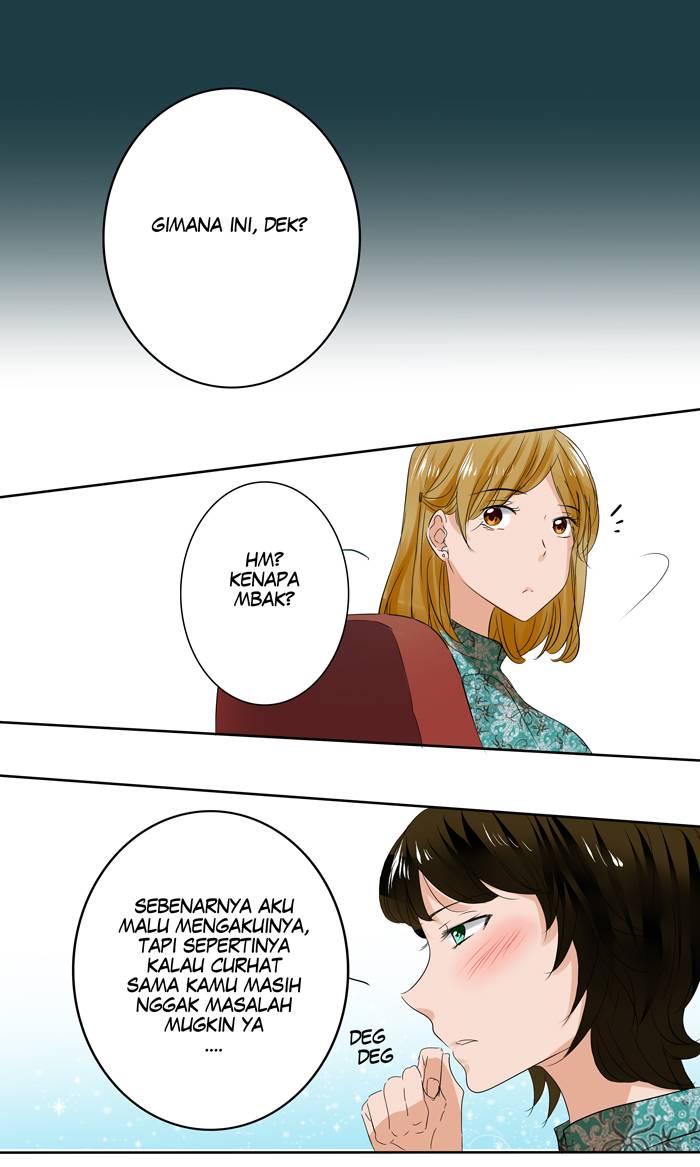 GIMANA INI, DEK?
HM?
KENAPA
MBAK?
SEBENARNYA AKU
MALU MENGAKUINYA,
TAPI SEPERTINYA
KALAU CURHAT
SAMA KAMU MASIH
NGGAK MASALAH
MUGKIN YA
....
DEG
DEG